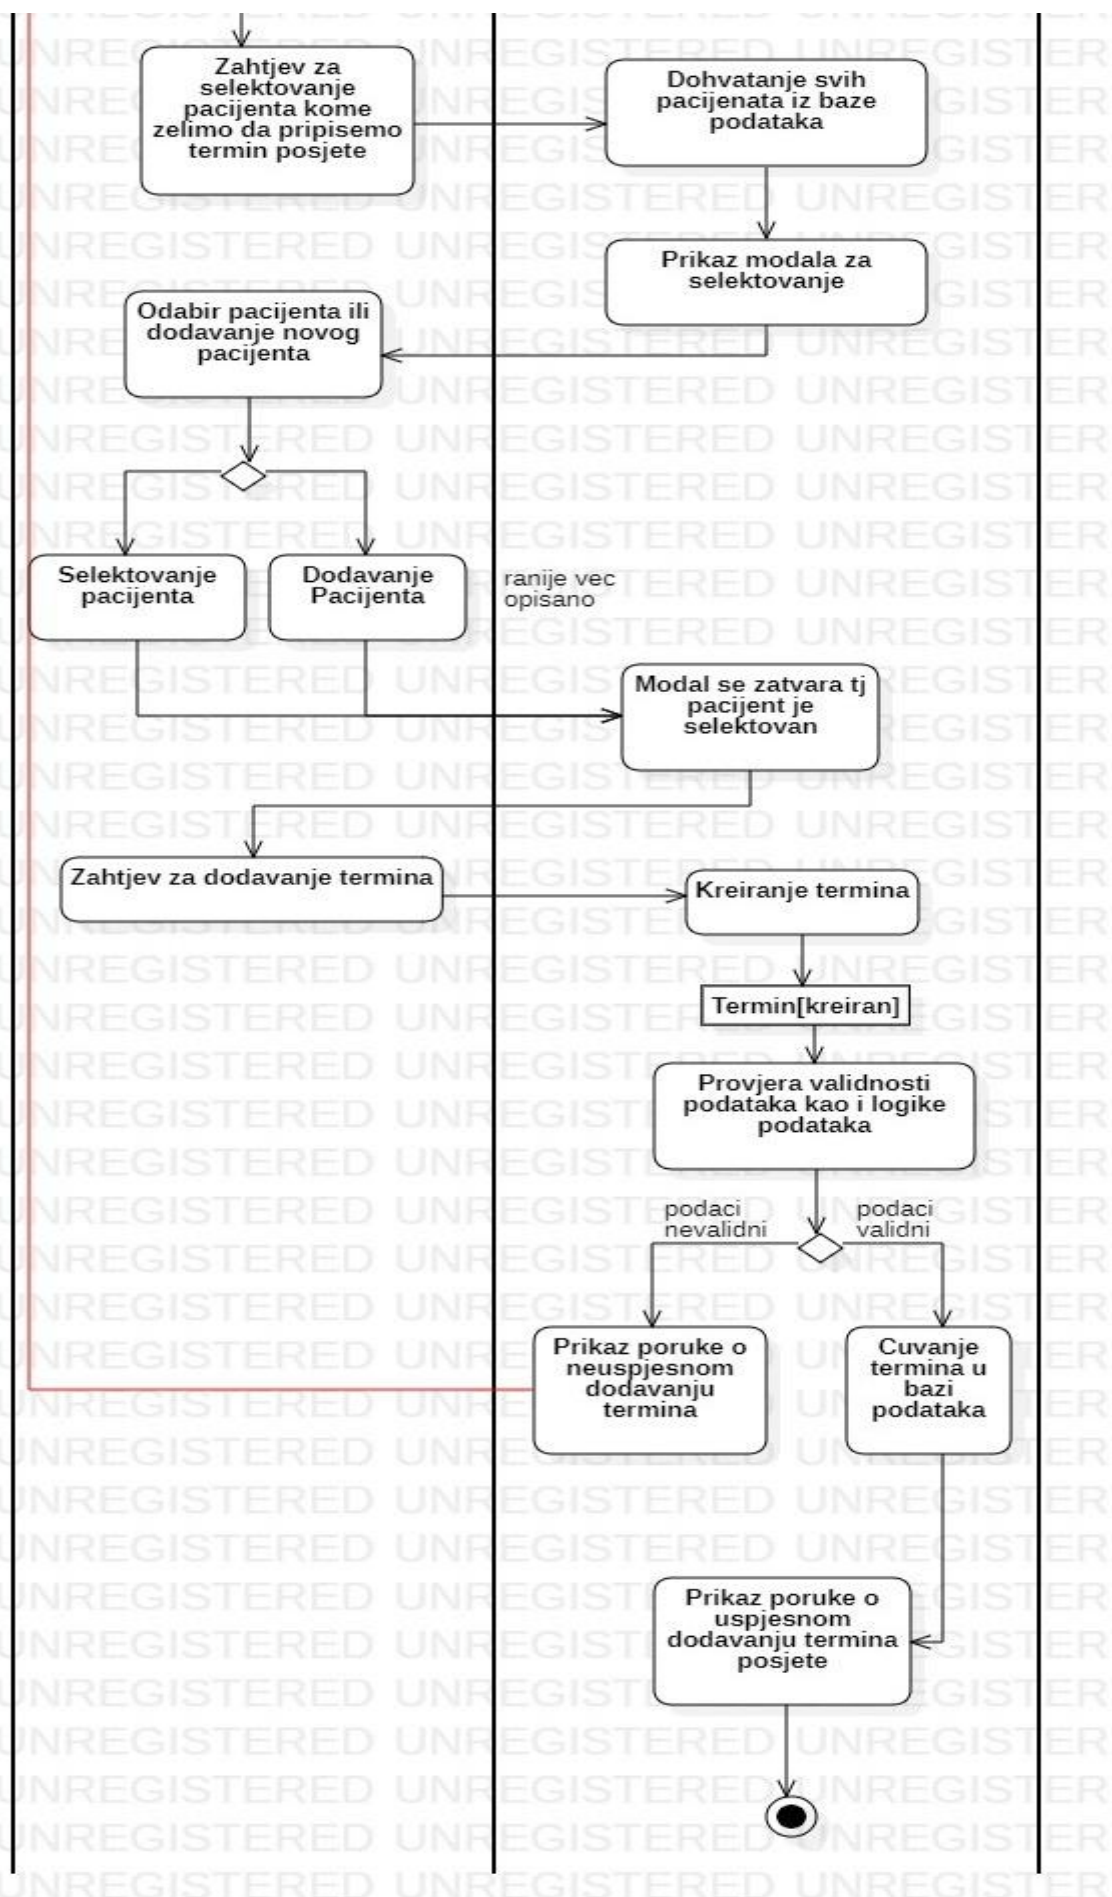 Zahtjev za
selektovanje
pacijenta kome
zelimo da pripisemo
termin posjete
Dohvatanje svih
pacijenata iz baze
podataka
Prikaz modala za
selektovanje
Odabir pacijenta ili
dodavanje novog
pacijenta
Selektovanje
pacijenta
Dodavanje
Pacijenta
ranije vec
opisano
Modal se zatvara tj
pacijent je
selektovan
Zahtjev za dodavanje termina
Kreiranje termina
Termin[kreiran]
Provjera validnosti
podataka kao i logike
podataka
podaci
nevalidni
podaci
validni
Prikaz poruke o
neuspjesnom
dodavanju
termina
Cuvanje
termina u
bazi
podataka
Prikaz poruke o
uspjesnom
dodavanju termina
posjete
UNREGISTERED